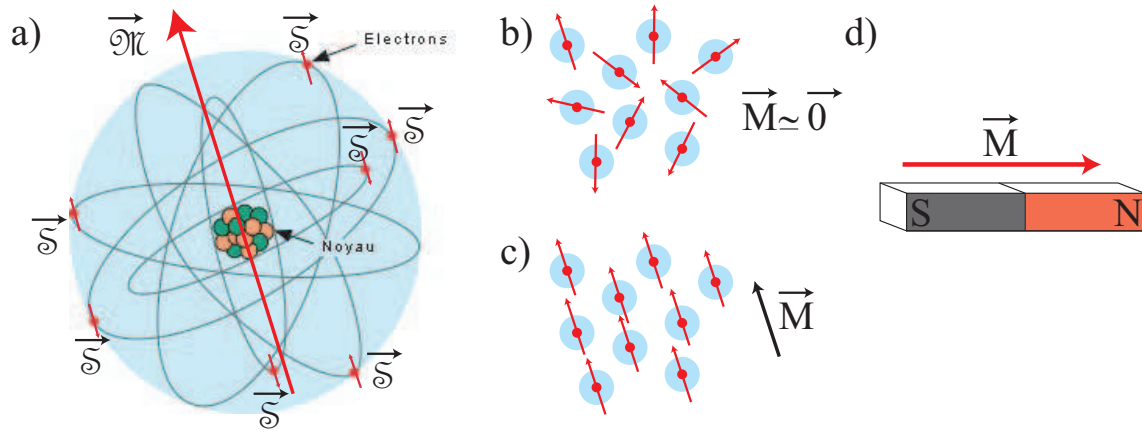 a)
𝔐⃗
S⃗
Electrons
S⃗
S⃗
S⃗
Noyau
S⃗
S⃗
S⃗
b)
M⃗ ≃ 0⃗
c)
M⃗
d)
M⃗
S
N